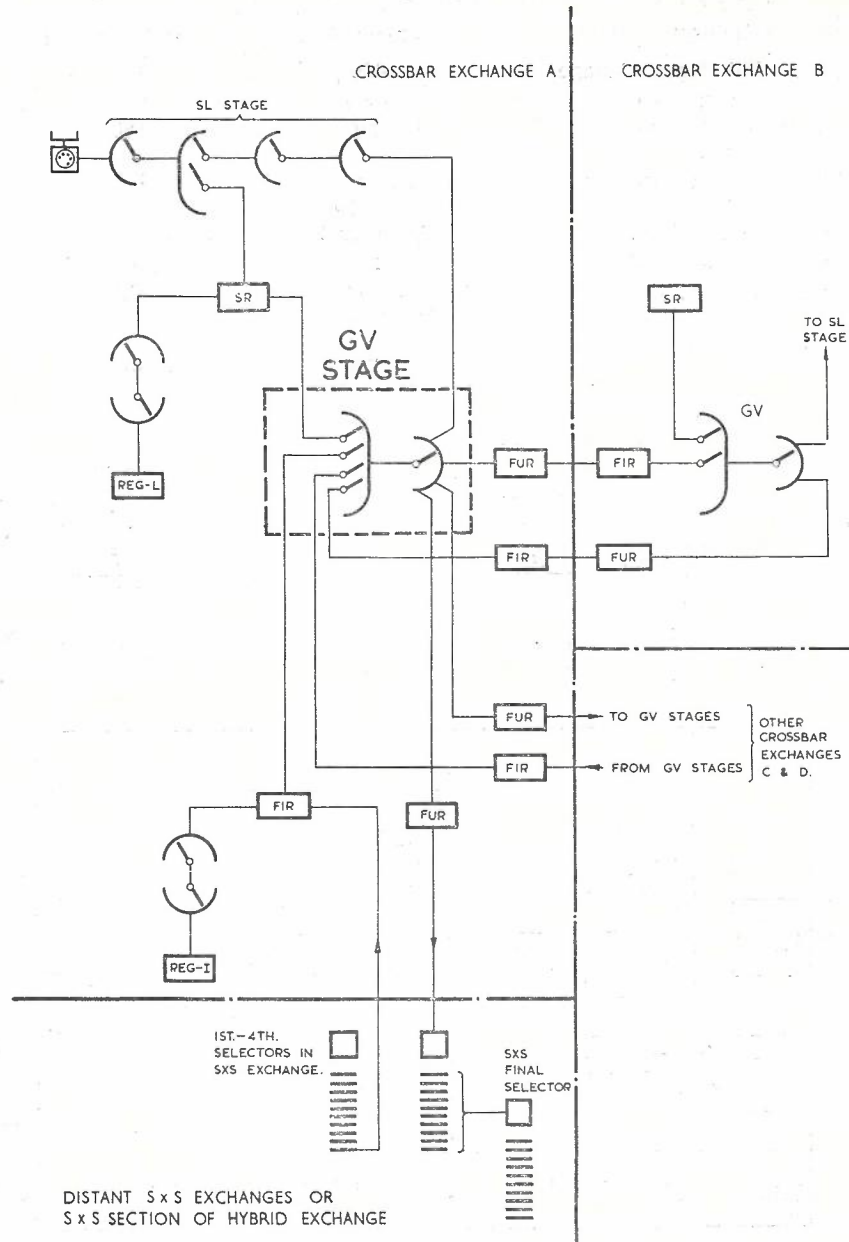 CROSSBAR EXCHANGE A
CROSSBAR EXCHANGE B
SL STAGE
SR
SR
TO SL
STAGE
GV
STAGE
GV
REG-L
FUR
FIR
FIR
FUR
FUR
TO GV STAGES
FIR
FROM GV STAGES
OTHER
CROSSBAR
EXCHANGES
C & D.
FIR
FUR
REG-I
1ST.-4TH.
SELECTORS IN
SXS EXCHANGE.
SXS
FINAL
SELECTOR
DISTANT S x S EXCHANGES OR
S x S SECTION OF HYBRID EXCHANGE